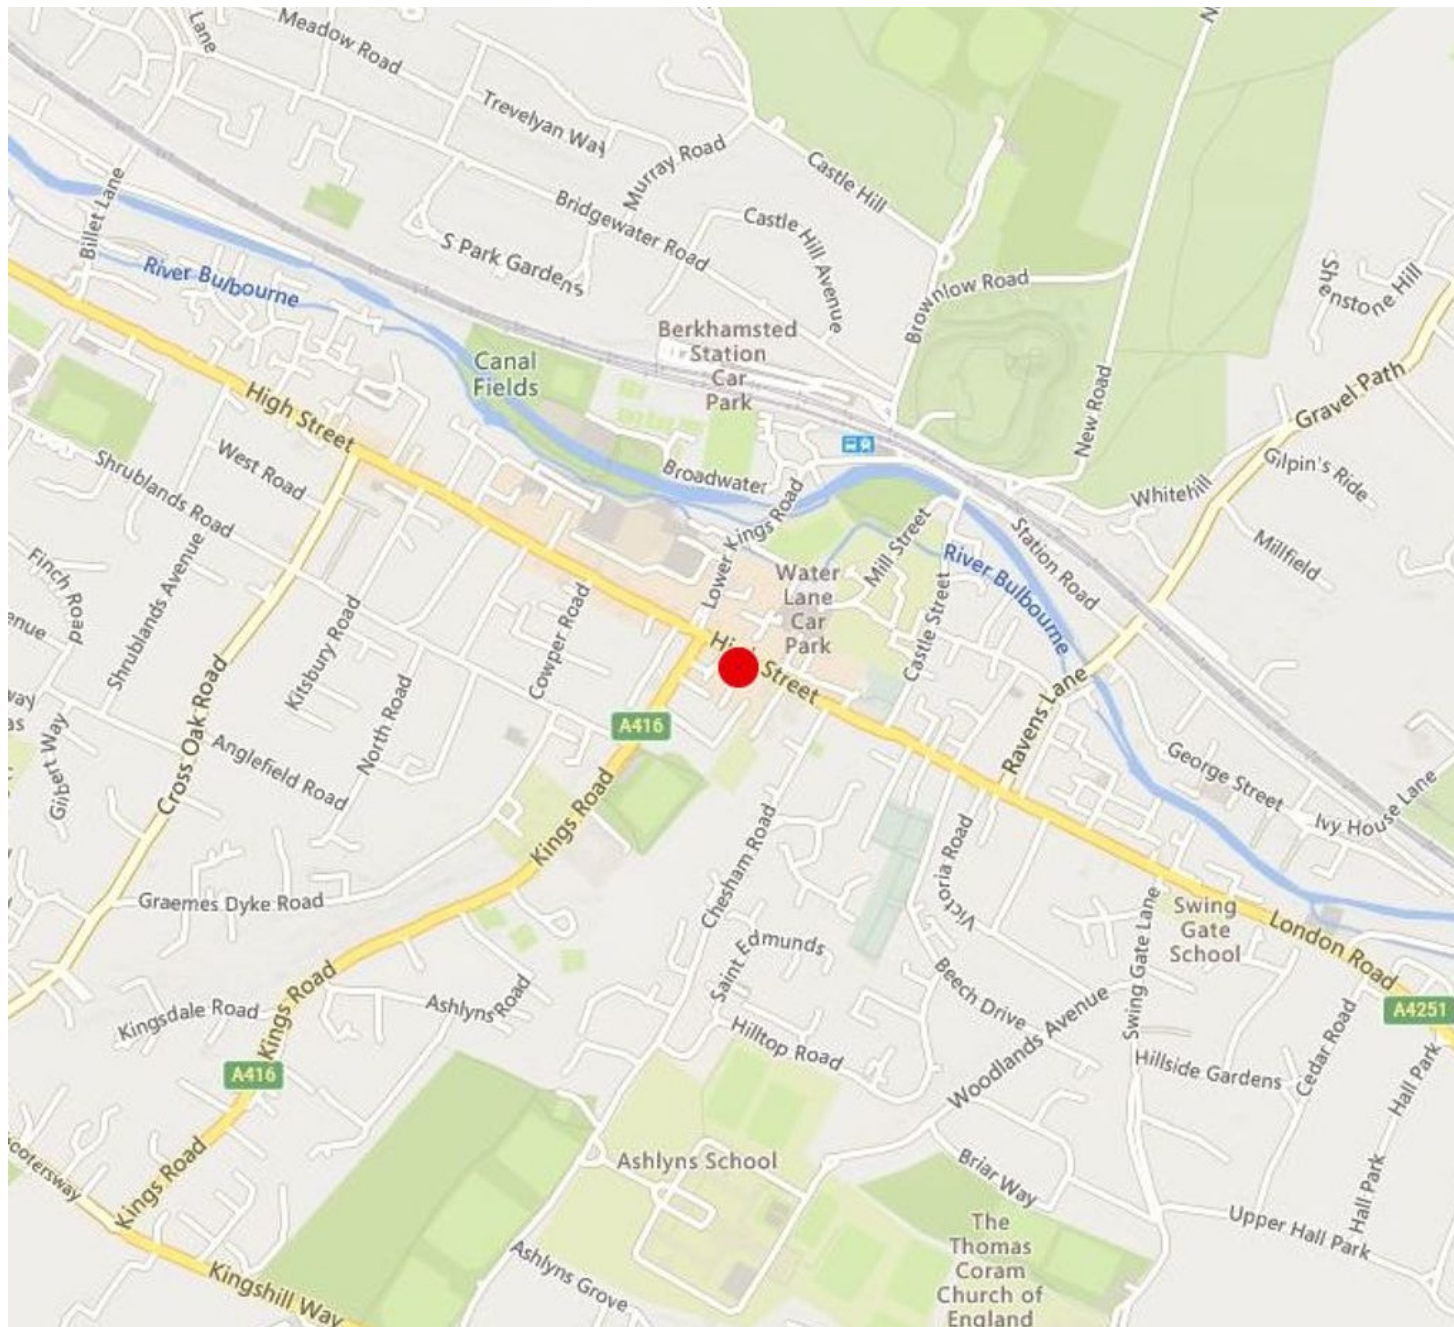 Lane
Meadow Road
Trevelyan Way
Murray Road
Castle Hill
Bridgewater Road
Castle Hill Avenue
Billet Lane
S Park Gardens
River Bulbourne
Brownlow Road
Shenstone Hill
Berkhamsted
Station
Car
Park
Canal
Fields
New Road
Gravel Path
High Street
West Road
Broadwater
Gilpin's Ride
Whitehill
Shrublands Road
Lower Kings Road
Mill Street
Station Road
Millfield
River Bulbourne
Finch Road
Shrublands Avenue
Water
Lane
Car
Park
Castle Street
enue
Kitsbury Road
Cowper Road
High Street
Cross Oak Road
North Road
way
as
Gilbert Way
Anglefield Road
A416
Ravens Lane
George Street
Ivy House Lane
Kings Road
Chesham Road
Victoria Road
Graemes Dyke Road
Swing
Gate
School
Swing Gate Lane
London Road
Saint Edmunds
Beech Drive
Kings Road
Kingsdale Road
Ashlyns Road
Hilltop Road
Woodlands Avenue
A4251
Hillside Gardens
Cedar Road
Hall Park
A416
ootersway
Kings Road
Ashlyns School
Briar Way
Hall Park
Upper Hall Park
The
Thomas
Coram
Church of
England
Ashlyns Grove
Kingshill Way